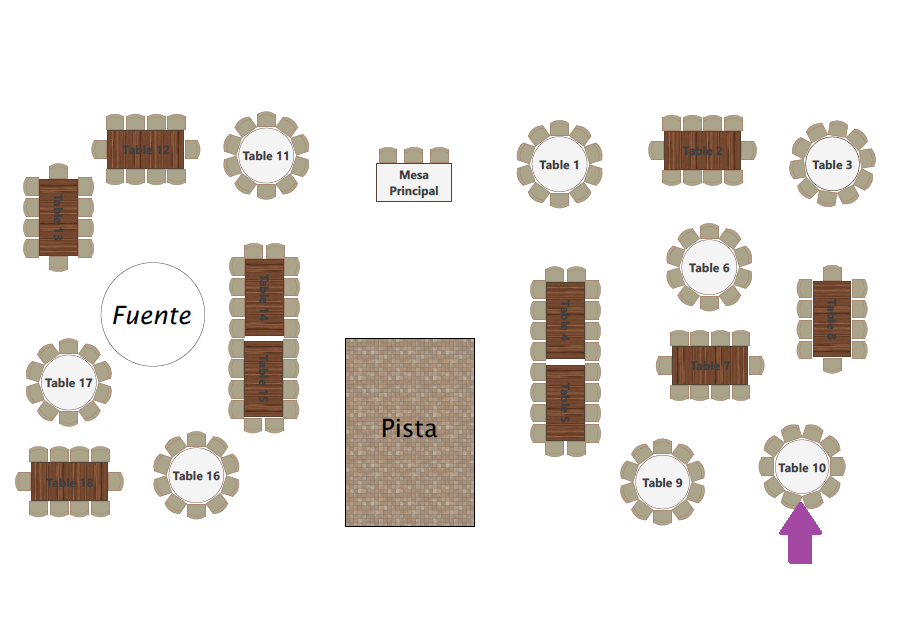 Table 12
Table 11
Table 1
Table 2
Table 3
Mesa
Principal
Table 13
Table 6
Fuente
Table 14
Table 4
Table 8
Table 17
Table 15
Table 7
Table 5
Pista
Table 18
Table 16
Table 9
Table 10